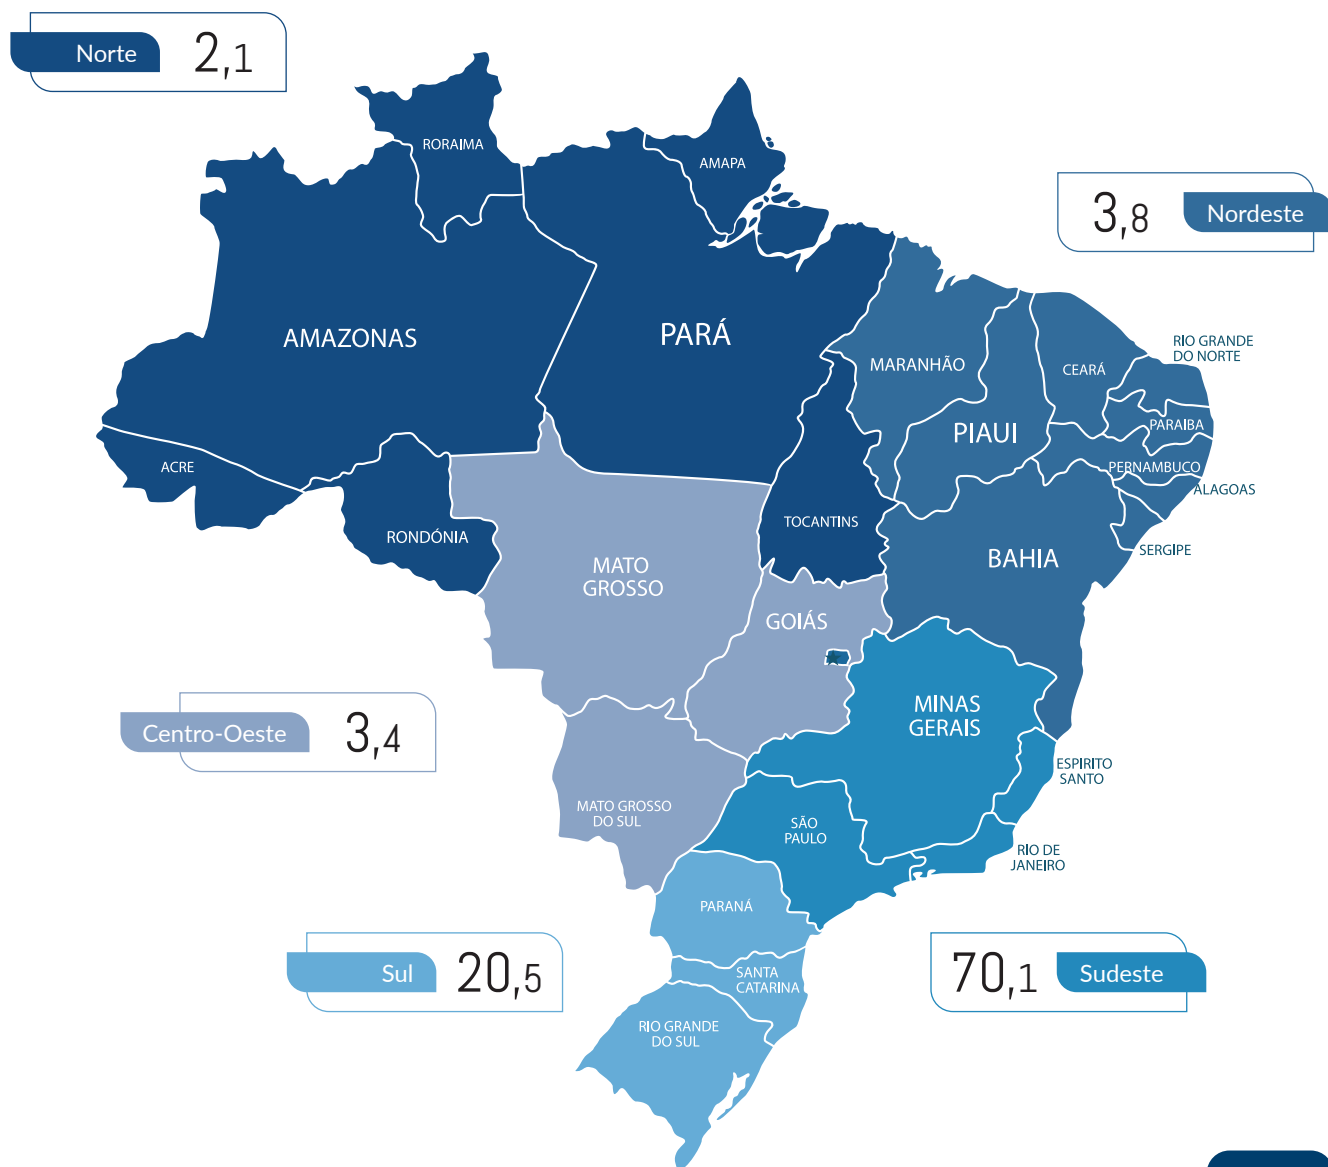 Norte 2,1
RORAIMA
AMAPA
3,8 Nordeste
AMAZONAS
PARÁ
MARANHÃO
CEARÁ
RIO GRANDE
DO NORTE
PIAUI
PARAIBA
ACRE
PERNAMBUCO
ALAGOAS
RONDÓNIA
TOCANTINS
SERGIPE
MATO
GROSSO
BAHIA
GOIÁS
MINAS
GERAIS
Centro-Oeste 3,4
ESPIRITO
SANTO
MATO GROSSO
DO SUL
SÃO
PAULO
RIO DE
JANEIRO
PARANÁ
Sul 20,5
SANTA
CATARINA
70,1 Sudeste
RIO GRANDE
DO SUL